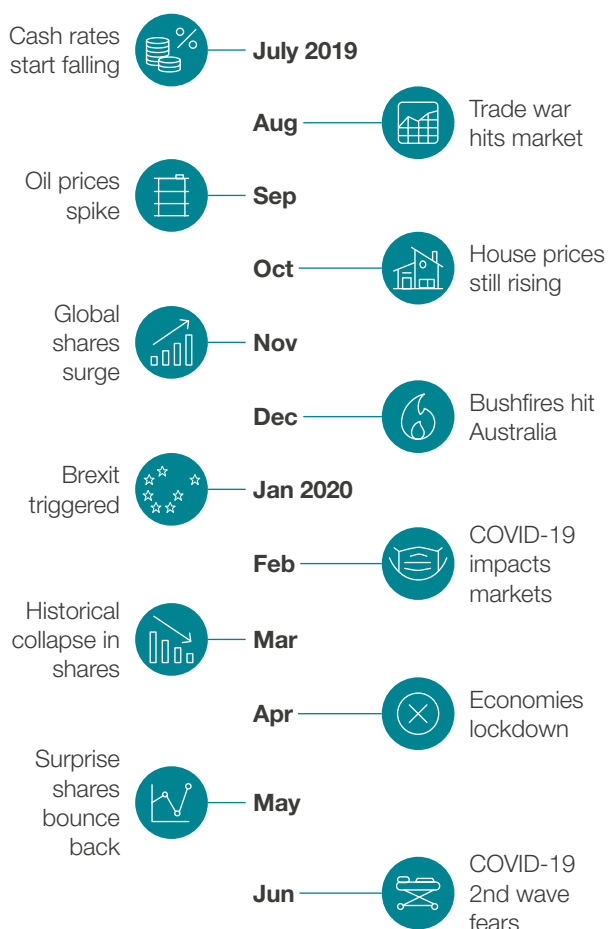 Cash rates
start falling
July 2019
Aug
Trade war
hits market
Oil prices
spike
Sep
Oct
House prices
still rising
Global
shares
surge
Nov
Dec
Bushfires hit
Australia
Brexit
triggered
Jan 2020
Feb
COVID-19
impacts
markets
Historical
collapse in
shares
Mar
Apr
Economies
lockdown
Surprise
shares
bounce
back
May
Jun
COVID-19
2nd wave
fears